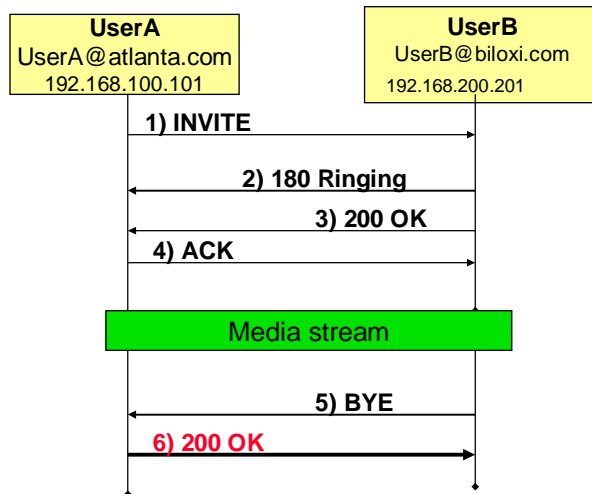 UserA
UserA@atlanta.com
192.168.100.101
UserB
UserB@biloxi.com
192.168.200.201
1) INVITE
2) 180 Ringing
3) 200 OK
4) ACK
Media stream
5) BYE
6) 200 OK